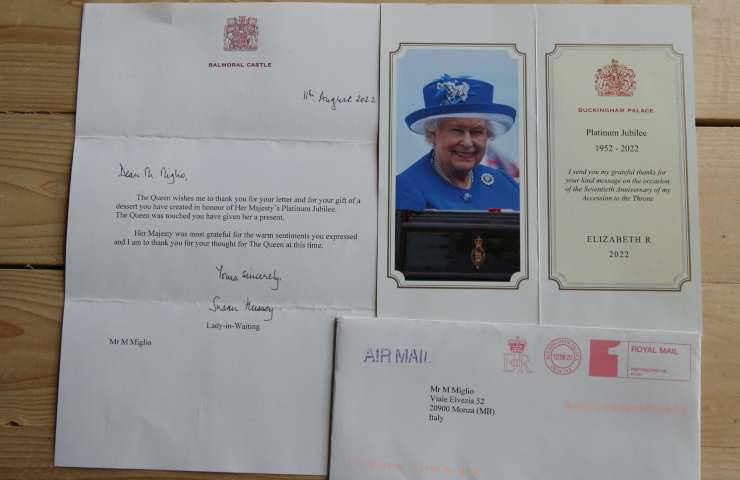 BALMORAL CASTLE
11th August 2022
Dear Mr Miglio,
The Queen wishes me to thank you for your letter and for your gift of a
dessert you have created in honour of Her Majesty's Platinum Jubilee.
The Queen was touched you have given her a present.
Her Majesty was most grateful for the warm sentiments you expressed
and I am to thank you for your thought for The Queen at this time.
Yours sincerely,
Susan Hussey
Lady-in-Waiting
Mr M Miglio
BUCKINGHAM PALACE
Platinum Jubilee
1952 - 2022
I send you my grateful thanks for
your kind message on the occasion
of the Seventieth Anniversary of my
Accession to the Throne
ELIZABETH R
2022
AIR MAIL
E II R
1
ROYAL MAIL
Mr M Miglio
Viale Elvezia 52
20900 Monza (MB)
Italy